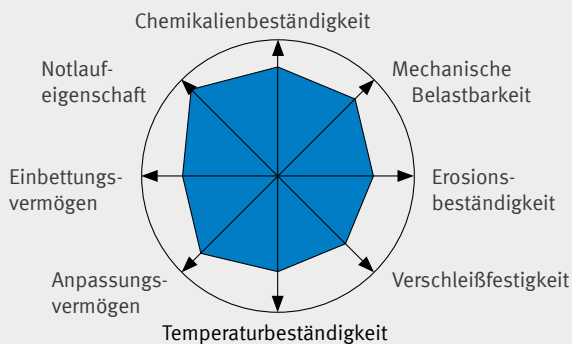 Chemikalienbeständigkeit
Notlauf-
eigenschaft
Mechanische
Belastbarkeit
Einbettungs-
vermögen
Erosions-
beständigkeit
Anpassungs-
vermögen
Verschleißfestigkeit
Temperaturbeständigkeit